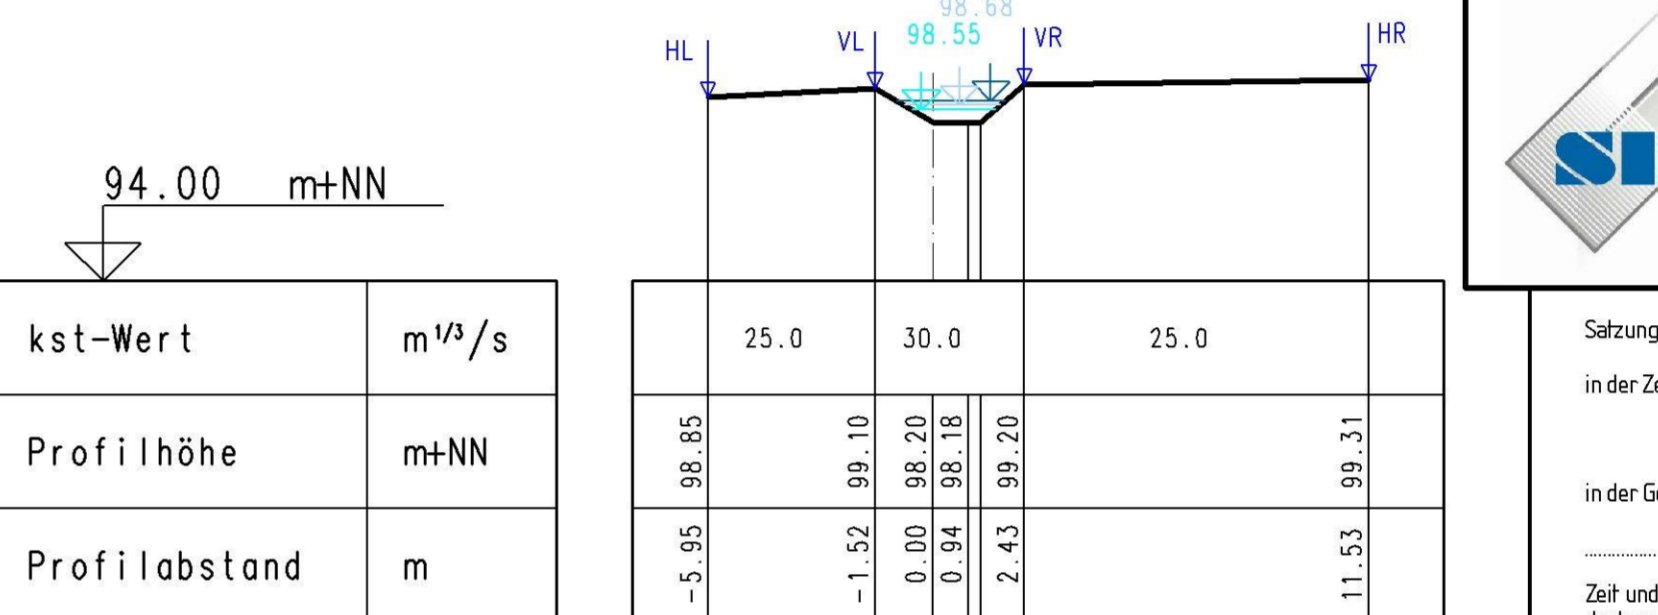 98.68
98.55
HL
VL
VR
HR
94.00 m+NN
SI
kst-Wert m¹/³/s 25.0 30.0 25.0
Profilhöhe m+NN 98.85 99.10 98.20 98.18 99.20 99.31
Profilabstand m -5.95 -1.52 0.00 0.94 2.43 11.53
Satzung
in der Ze
in der Ge
Zeit und